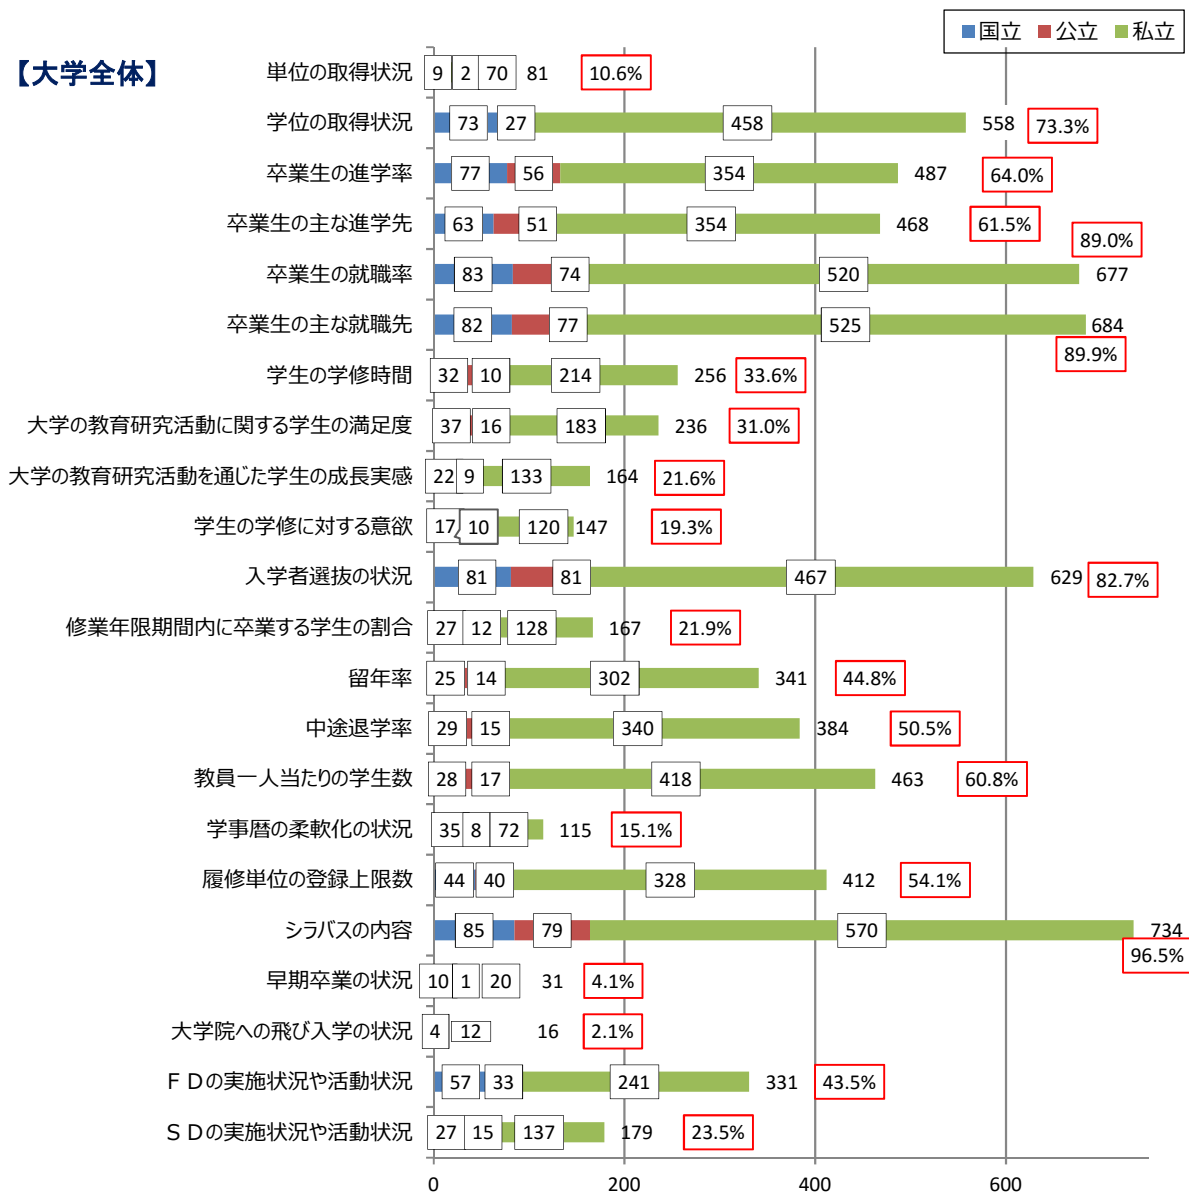 国立 公立 私立
【大学全体】
単位の取得状況 9 2 70 81 10.6%
学位の取得状況 73 27 458 558 73.3%
卒業生の進学率 77 56 354 487 64.0%
卒業生の主な進学先 63 51 354 468 61.5%
卒業生の就職率 83 74 520 677 89.0%
卒業生の主な就職先 82 77 525 684 89.9%
学生の学修時間 32 10 214 256 33.6%
大学の教育研究活動に関する学生の満足度 37 16 183 236 31.0%
大学の教育研究活動を通じた学生の成長実感 22 9 133 164 21.6%
学生の学修に対する意欲 17 10 120 147 19.3%
入学者選抜の状況 81 81 467 629 82.7%
修業年限期間内に卒業する学生の割合 27 12 128 167 21.9%
留年率 25 14 302 341 44.8%
中途退学率 29 15 340 384 50.5%
教員一人当たりの学生数 28 17 418 463 60.8%
学事暦の柔軟化の状況 35 8 72 115 15.1%
履修単位の登録上限数 44 40 328 412 54.1%
シラバスの内容 85 79 570 734 96.5%
早期卒業の状況 10 1 20 31 4.1%
大学院への飛び入学の状況 4 12 16 2.1%
ＦＤの実施状況や活動状況 57 33 241 331 43.5%
ＳＤの実施状況や活動状況 27 15 137 179 23.5%
0 200 400 600